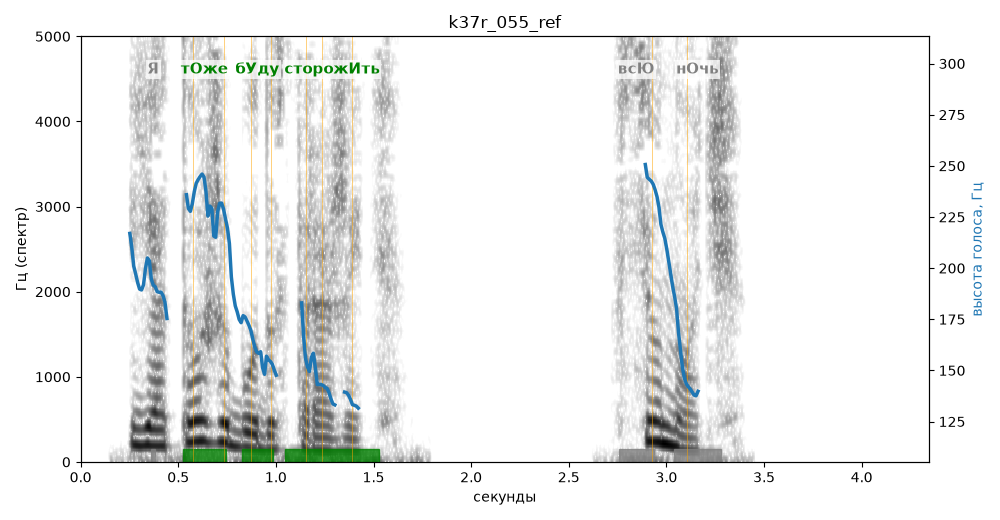 k37r_055_ref
Я тОже бУду сторожИть всЮ нОчь
5000
4000
3000
2000
1000
0
Гц (спектр)
300
275
250
225
200
175
150
125
высота голоса, Гц
0.0 0.5 1.0 1.5 2.0 2.5 3.0 3.5 4.0
секунды